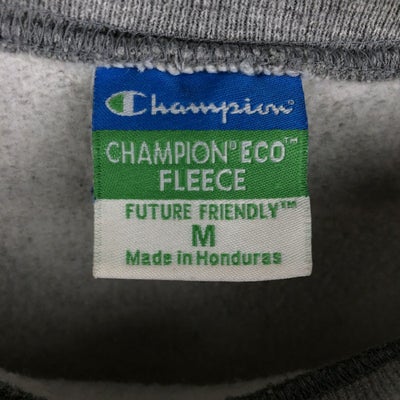 Champion®
CHAMPION® ECO™
FLEECE
FUTURE FRIENDLY™
M
Made in Honduras